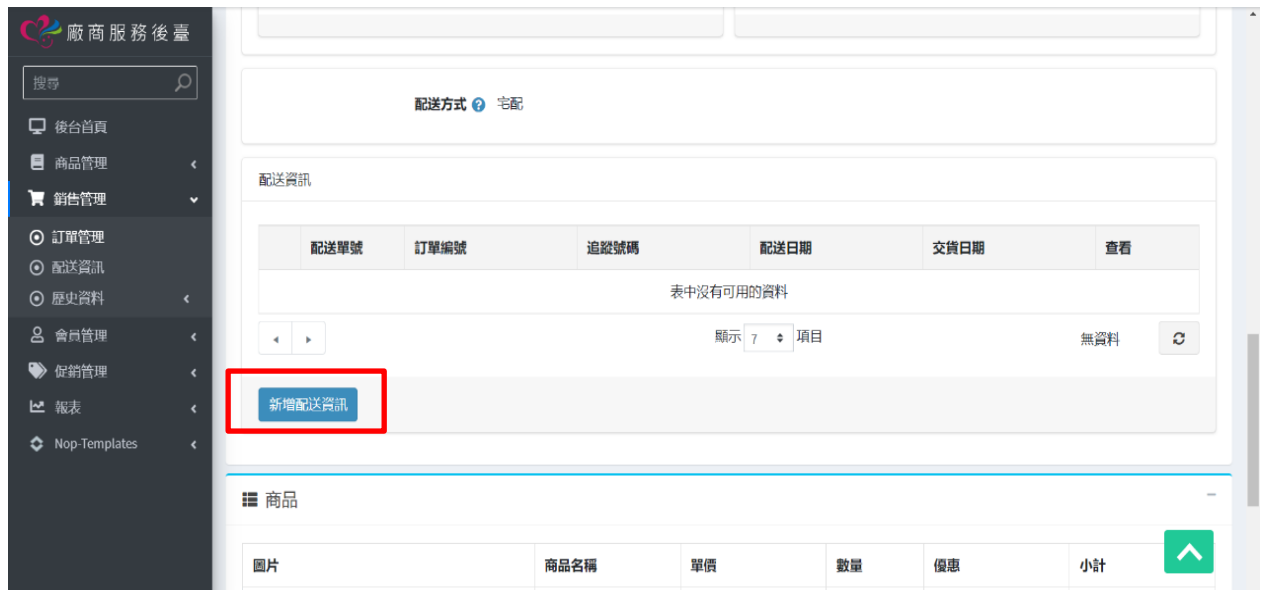 廠商服務後臺
搜尋
後台首頁
商品管理
銷售管理
訂單管理
配送資訊
歷史資料
會員管理
促銷管理
報表
Nop-Templates
配送方式 ? 宅配
配送資訊
配送單號 訂單編號 追蹤號碼 配送日期 交貨日期 查看
表中沒有可用的資料
顯示 7 項目 無資料
新增配送資訊
商品
圖片 商品名稱 單價 數量 優惠 小計